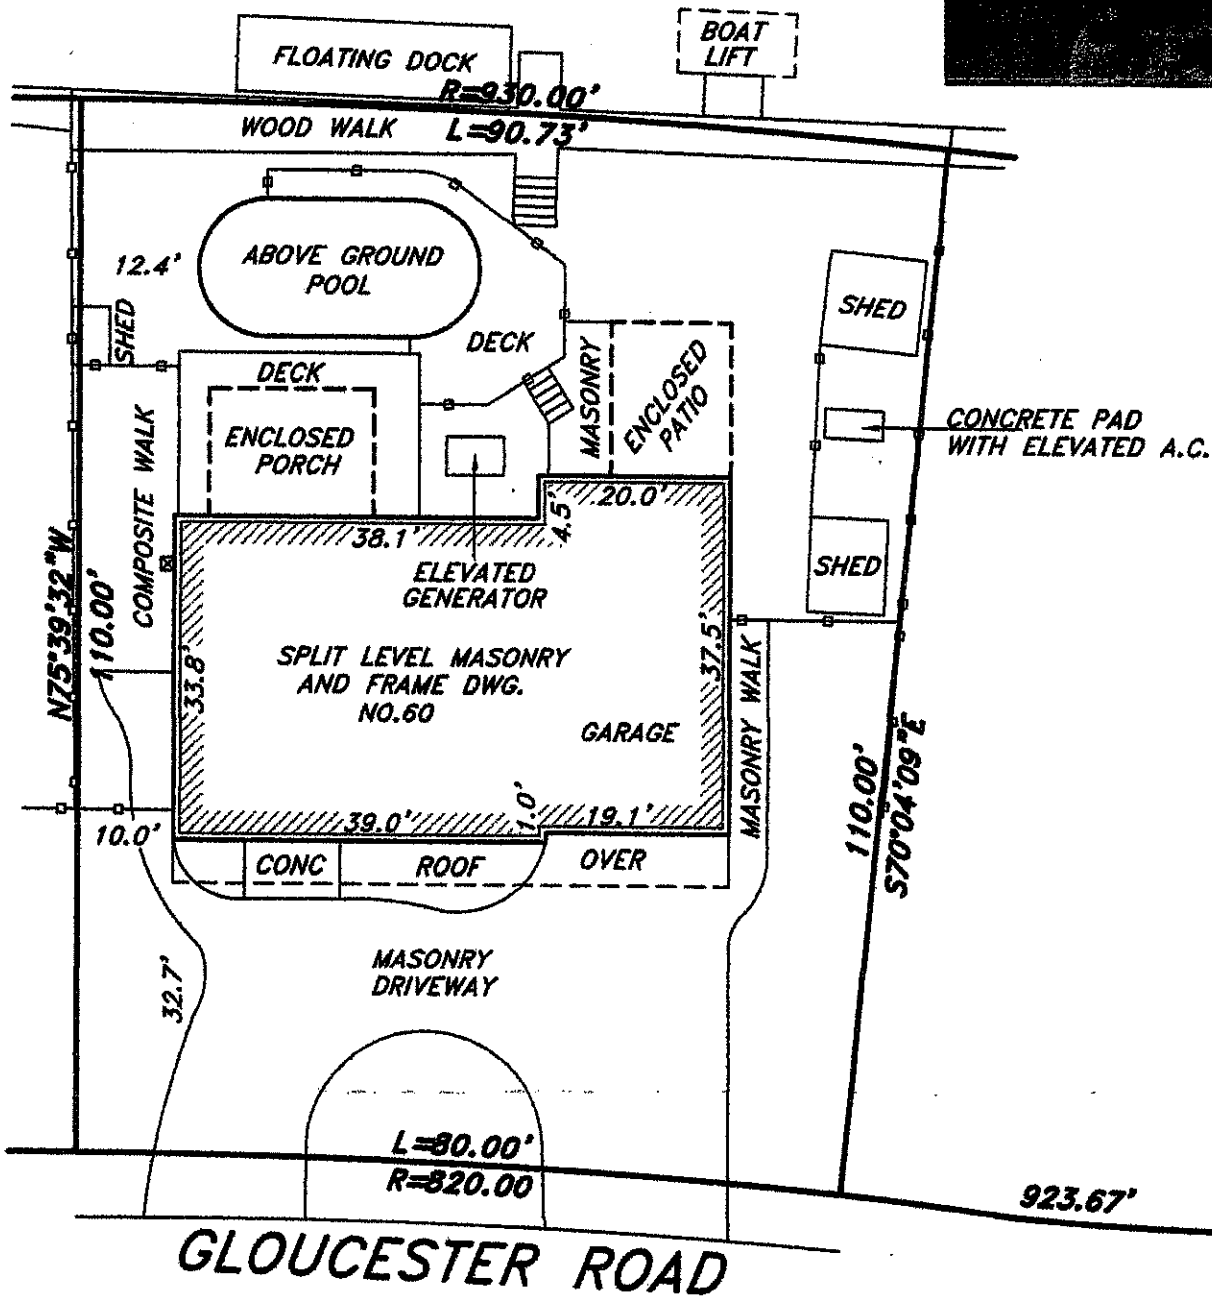 FLOATING DOCK
BOAT
LIFT
R=930.00'
WOOD WALK
L=90.73'
12.4'
ABOVE GROUND
POOL
SHED
DECK
DECK
MASONRY
ENCLOSED
PATIO
SHED
ENCLOSED
PORCH
COMPOSITE WALK
CONCRETE PAD
WITH ELEVATED A.C.
20.0'
4.5'
38.1'
ELEVATED
GENERATOR
SHED
N75°39'32"W
110.00'
33.8'
SPLIT LEVEL MASONRY
AND FRAME DWG.
NO.60
37.5'
GARAGE
MASONRY WALK
110.00'
S70°04'09"E
10.0'
39.0'
1.0'
19.1'
CONC
ROOF
OVER
32.7'
MASONRY
DRIVEWAY
L=80.00'
R=820.00
923.67'
GLOUCESTER ROAD